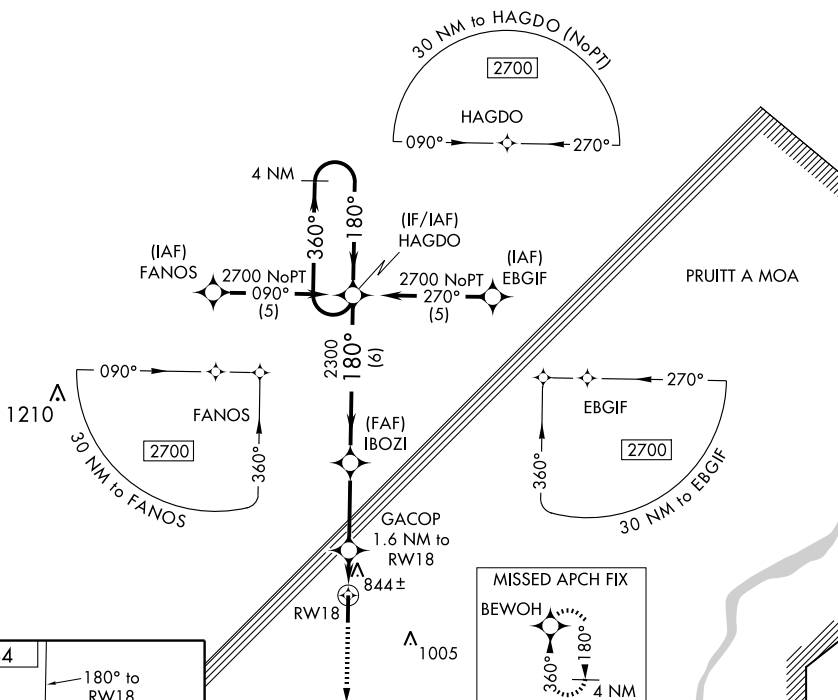 30 NM to HAGDO (NoPT)
2700
HAGDO
090°
270°
4 NM
360°
180°
(IF/IAF)
HAGDO
(IAF)
FANOS
2700 NoPT
090°
(5)
2700 NoPT
270°
(5)
(IAF)
EBGIF
PRUITT A MOA
2300
180°
(6)
090°
FANOS
2700
360°
30 NM to FANOS
1210
(FAF)
IBOZI
270°
EBGIF
2700
360°
30 NM to EBGIF
GACOP
1.6 NM to
RW18
844±
RW18
1005
MISSED APCH FIX
BEWOH
360°
180°
4 NM
4
180° to
RW18